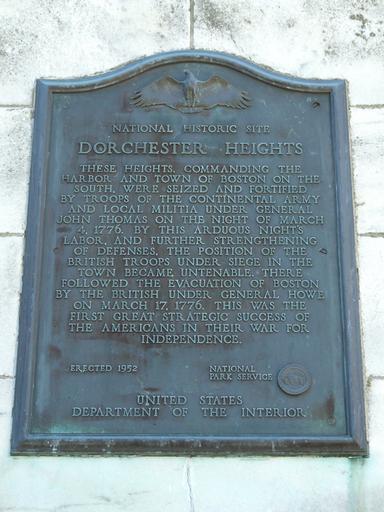 NATIONAL HISTORIC SITE
DORCHESTER HEIGHTS
THESE HEIGHTS, COMMANDING THE
HARBOR AND TOWN OF BOSTON ON THE
SOUTH, WERE SEIZED AND FORTIFIED
BY TROOPS OF THE CONTINENTAL ARMY
AND LOCAL MILITIA UNDER GENERAL
JOHN THOMAS ON THE NIGHT OF MARCH
4, 1776. BY THIS ARDUOUS NIGHT'S
LABOR, AND FURTHER STRENGTHENING
OF DEFENSES, THE POSITION OF THE
BRITISH TROOPS UNDER SIEGE IN THE
TOWN BECAME UNTENABLE. THERE
FOLLOWED THE EVACUATION OF BOSTON
BY THE BRITISH UNDER GENERAL HOWE
ON MARCH 17, 1776. THIS WAS THE
FIRST GREAT STRATEGIC SUCCESS OF
THE AMERICANS IN THEIR WAR FOR
INDEPENDENCE.
ERECTED 1952
NATIONAL
PARK SERVICE
UNITED STATES
DEPARTMENT OF THE INTERIOR